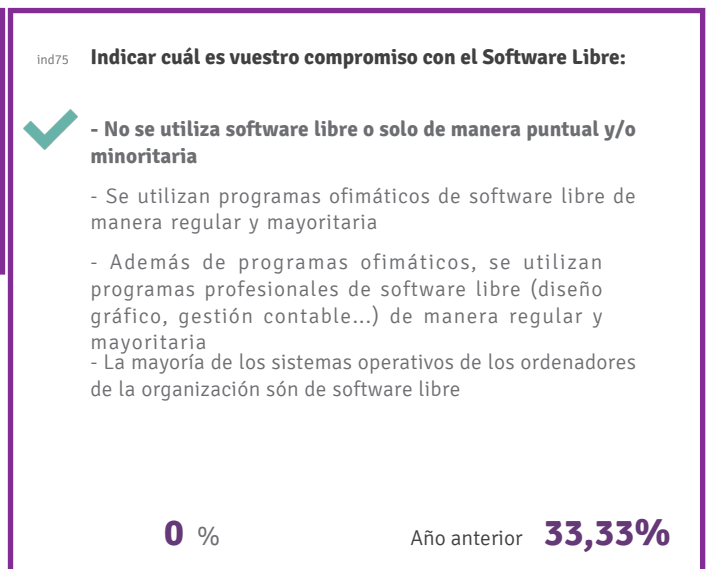 ind75 Indicar cuál es vuestro compromiso con el Software Libre:
- No se utiliza software libre o solo de manera puntual y/o
minoritaria
- Se utilizan programas ofimáticos de software libre de
manera regular y mayoritaria
- Además de programas ofimáticos, se utilizan
programas profesionales de software libre (diseño
gráfico, gestión contable...) de manera regular y
mayoritaria
- La mayoría de los sistemas operativos de los ordenadores
de la organización són de software libre
0 % Año anterior 33,33%